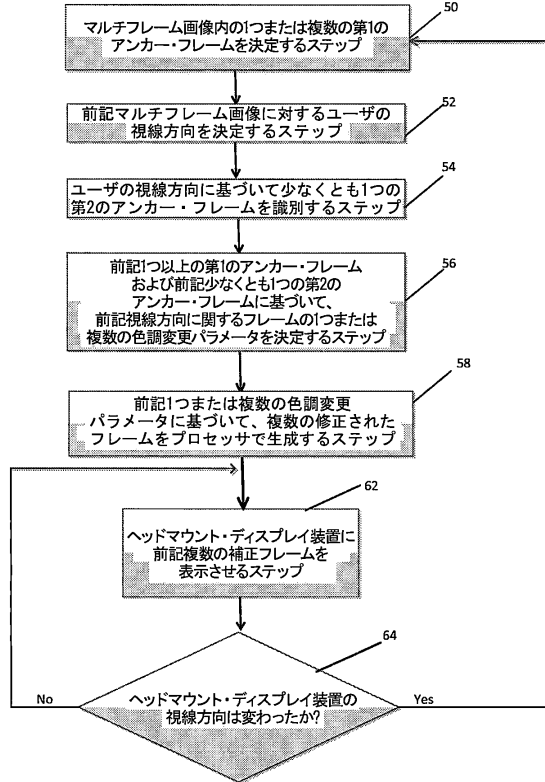 マルチフレーム画像内の1つまたは複数の第1の
アンカー・フレームを決定するステップ
50
前記マルチフレーム画像に対するユーザの
視線方向を決定するステップ
52
ユーザの視線方向に基づいて少なくとも1つの
第2のアンカー・フレームを識別するステップ
54
前記1つ以上の第1のアンカー・フレーム
および前記少なくとも1つの第2の
アンカー・フレームに基づいて、
前記視線方向に関するフレームの1つまたは
複数の色調変更パラメータを決定するステップ
56
前記1つまたは複数の色調変更
パラメータに基づいて、複数の修正された
フレームをプロセッサで生成するステップ
58
ヘッドマウント・ディスプレイ装置に
前記複数の補正フレームを
表示させるステップ
62
ヘッドマウント・ディスプレイ装置の
視線方向は変わったか?
64
No
Yes